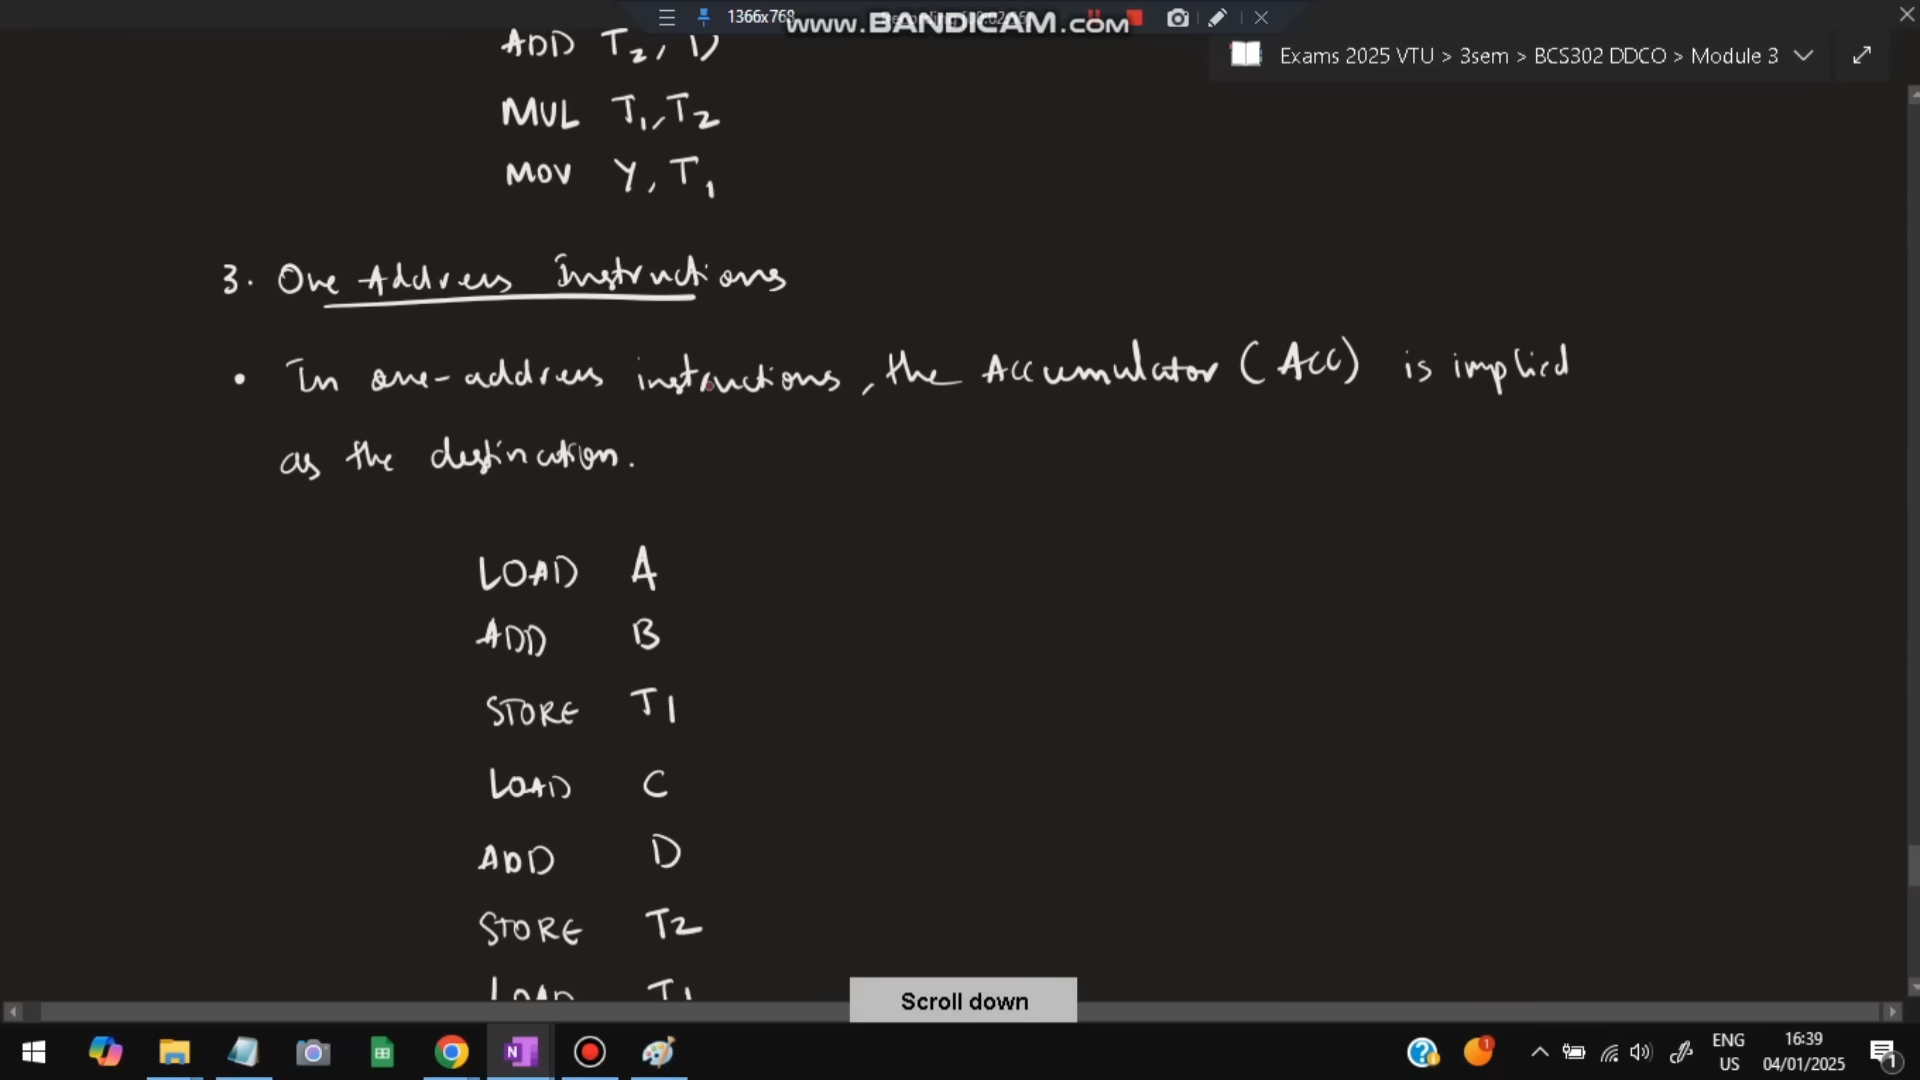 1366x768
www.BANDICAM.com
Exams 2025 VTU > 3sem > BCS302 DDCO > Module 3
ADD T2, D
MUL T1, T2
MOV Y, T1
3. One Address Instructions
• In one-address instructions, the Accumulator (ACC) is implied
as the destination.
LOAD A
ADD B
STORE T1
LOAD C
ADD D
STORE T2
LOAD T1
Scroll down
ENG
US
16:39
04/01/2025